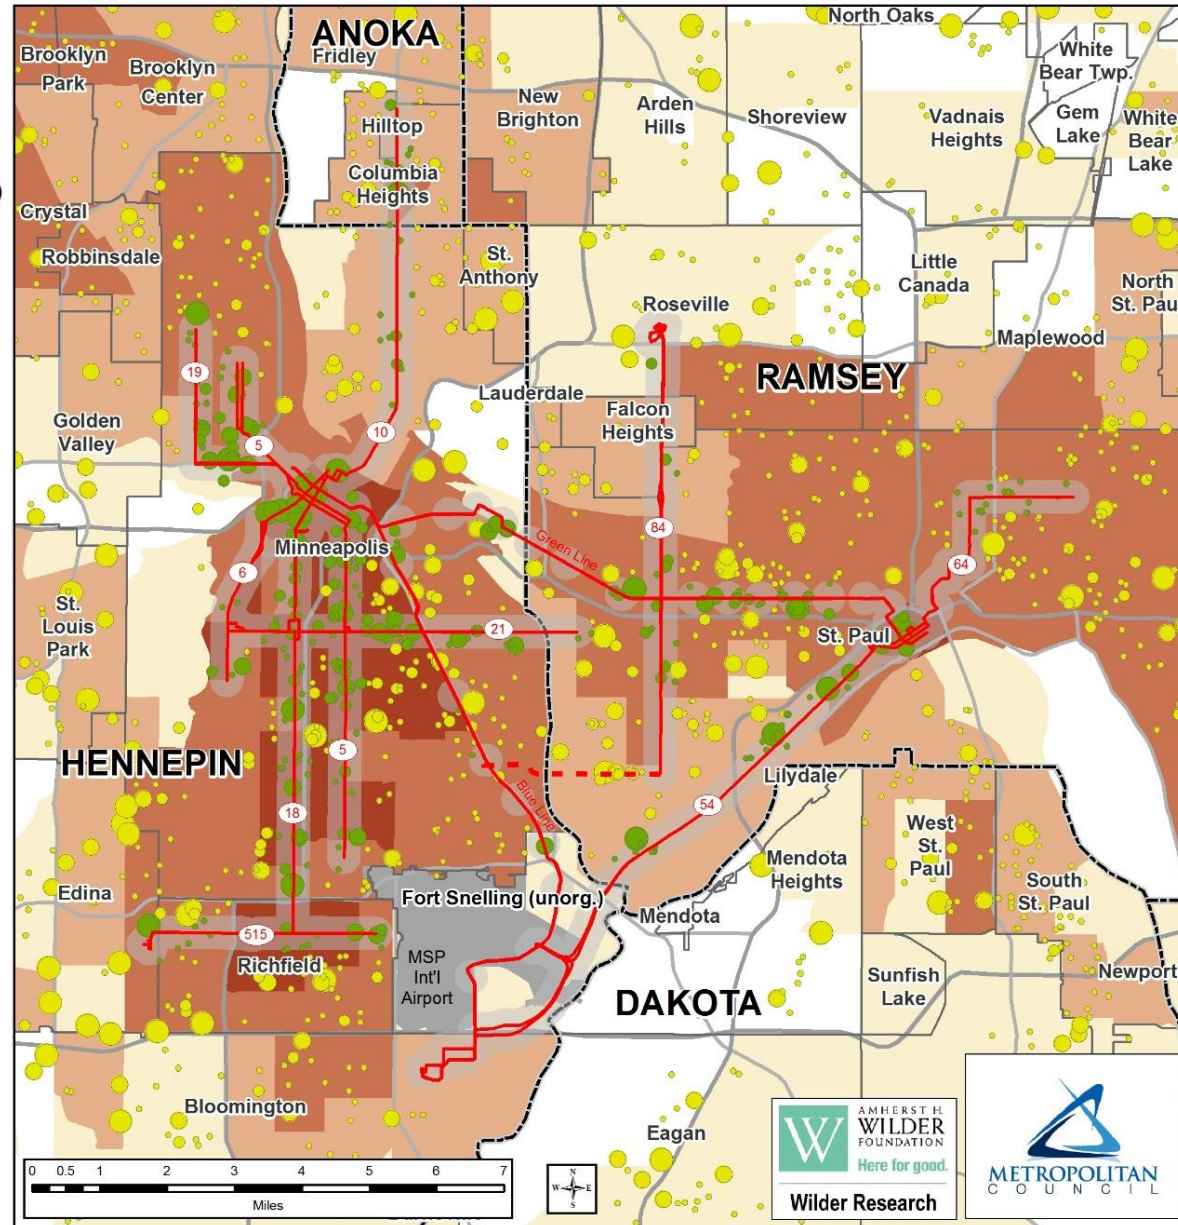 North Oaks
ANOKA
Fridley
Brooklyn
Park
Brooklyn
Center
White
Bear Twp.
New
Brighton
Arden
Hills
Shoreview
Vadnais
Heights
Gem
Lake
White
Bear
Lake
Hilltop
Columbia
Heights
Crystal
Robbinsdale
St.
Anthony
Little
Canada
North
St. Pau
Roseville
Maplewood
19
RAMSEY
Lauderdale
Falcon
Heights
Golden
Valley
5
10
84
Green Line
Minneapolis
6
64
St.
Louis
Park
21
St. Paul
HENNEPIN
5
Lilydale
Blue Line
54
18
West
St.
Paul
Mendota
Heights
South
St. Paul
Edina
Fort Snelling (unorg.)
Mendota
515
Richfield
MSP
Int'l
Airport
Sunfish
Lake
Newport
DAKOTA
Bloomington
Eagan
AMHERST H.
WILDER
FOUNDATION
Here for good.
Wilder Research
METROPOLITAN
COUNCIL
0 0.5 1 2 3 4 5 6 7
Miles
N
W E
S